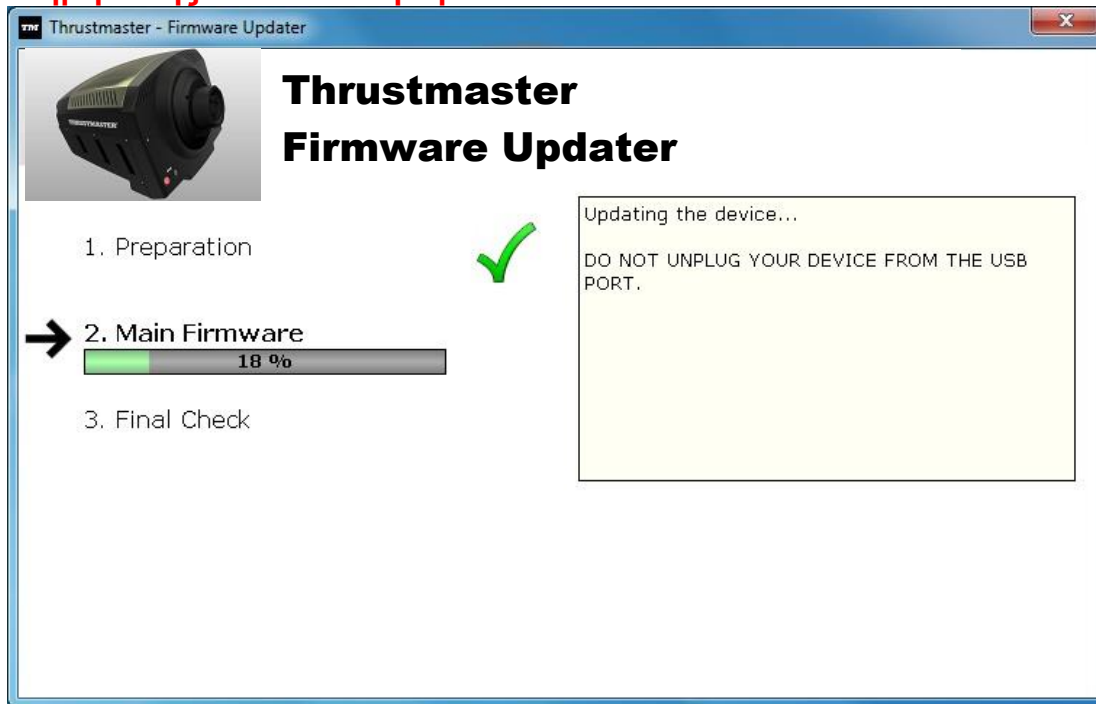 Thrustmaster - Firmware Updater
Thrustmaster
Firmware Updater
1. Preparation
2. Main Firmware
18 %
3. Final Check
Updating the device...
DO NOT UNPLUG YOUR DEVICE FROM THE USB
PORT.